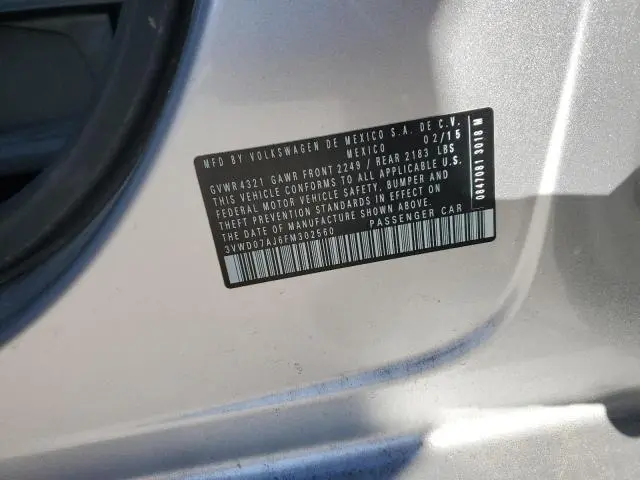 MFD BY VOLKSWAGEN DE MEXICO S.A. DE C.V.
MEXICO 02/15
GVWR 4321 GAWR FRONT 2249 / REAR 2183 LBS
THIS VEHICLE CONFORMS TO ALL APPLICABLE U.S.
FEDERAL MOTOR VEHICLE SAFETY, BUMPER AND
THEFT PREVENTION STANDARDS IN EFFECT ON
THE DATE OF MANUFACTURE SHOWN ABOVE.
3VWD07AJ6FM302560 PASSENGER CAR
0847081 3018 M